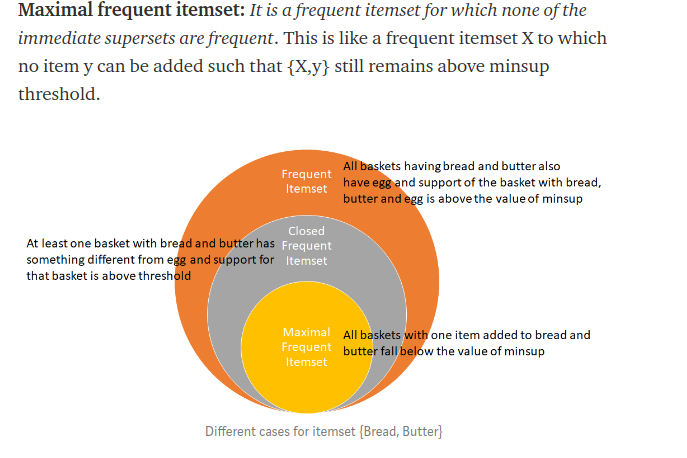 Maximal frequent itemset: It is a frequent itemset for which none of the
immediate supersets are frequent. This is like a frequent itemset X to which
no item y can be added such that {X,y} still remains above minsup
threshold.
Frequent
Itemset
All baskets having bread and butter also
have egg and support of the basket with bread,
butter and egg is above the value of minsup
At least one basket with bread and butter has
something different from egg and support for
that basket is above threshold
Closed
Frequent
Itemset
Maximal
Frequent
Itemset
All baskets with one item added to bread and
butter fall below the value of minsup
Different cases for itemset {Bread, Butter}